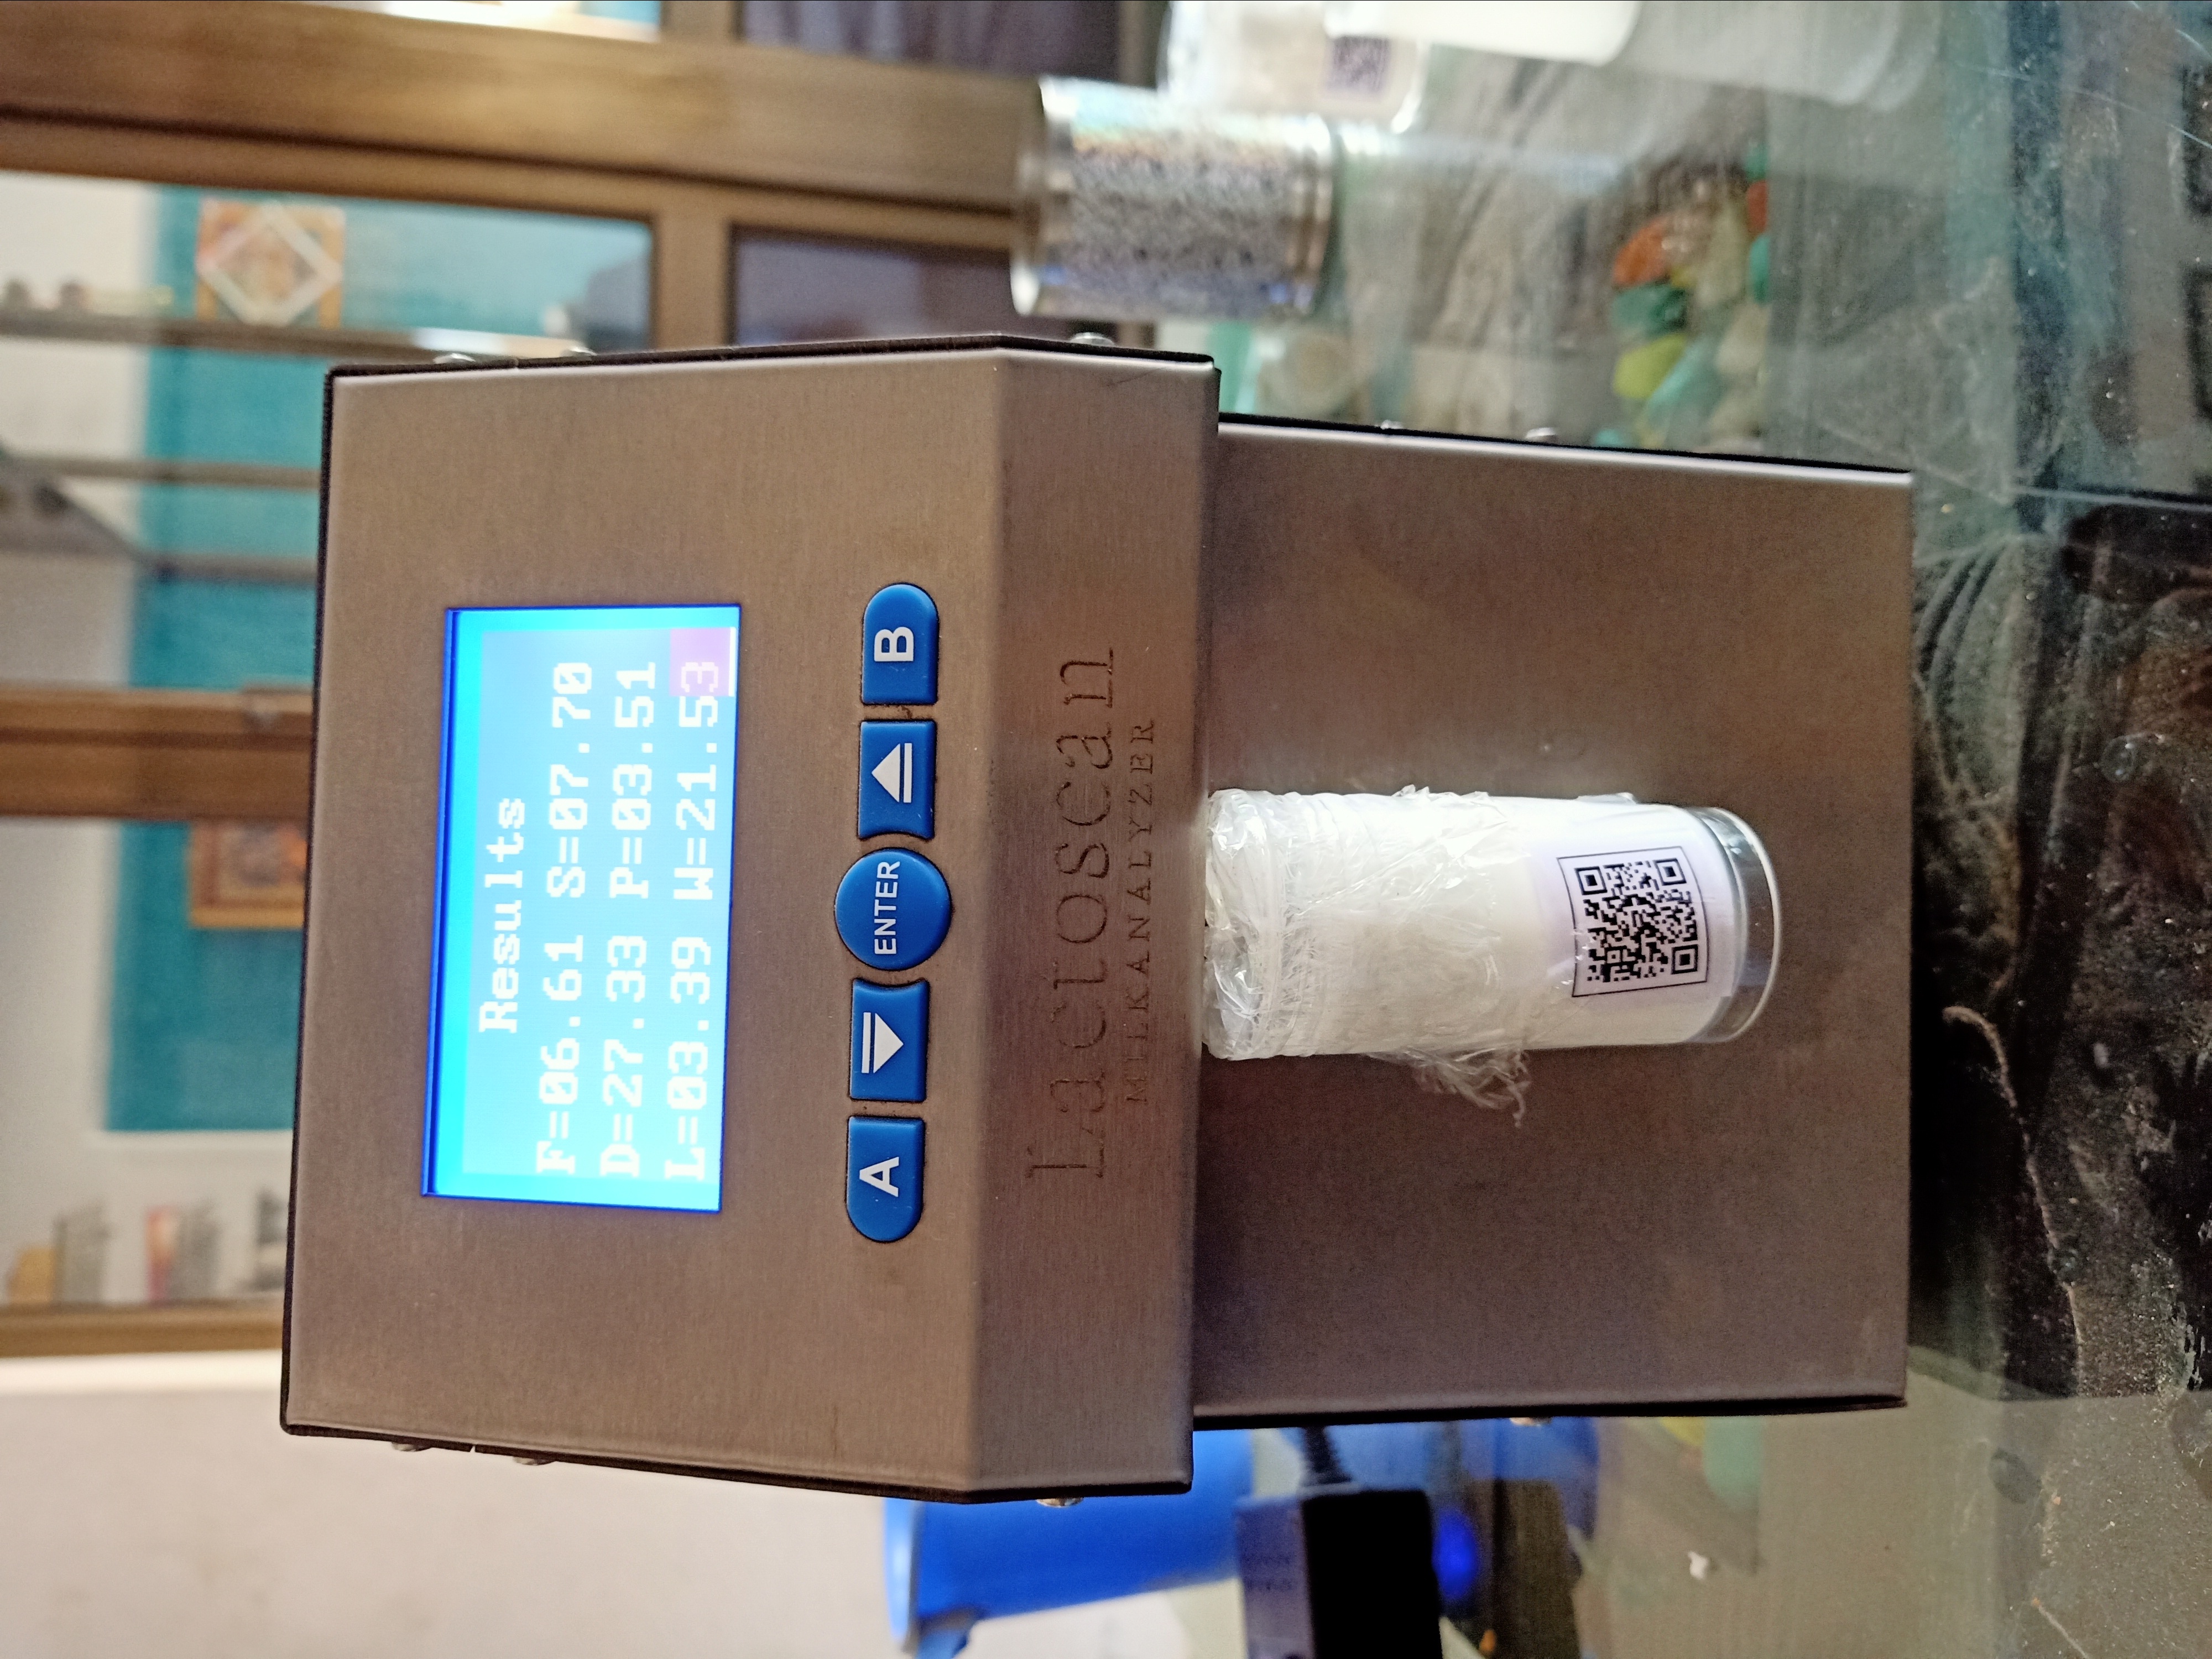 Results
F=06.61 S=07.70
D=27.33 P=03.51
L=03.39 W=21.53
A
ENTER
B
Lactoscan
MILKANALYZER